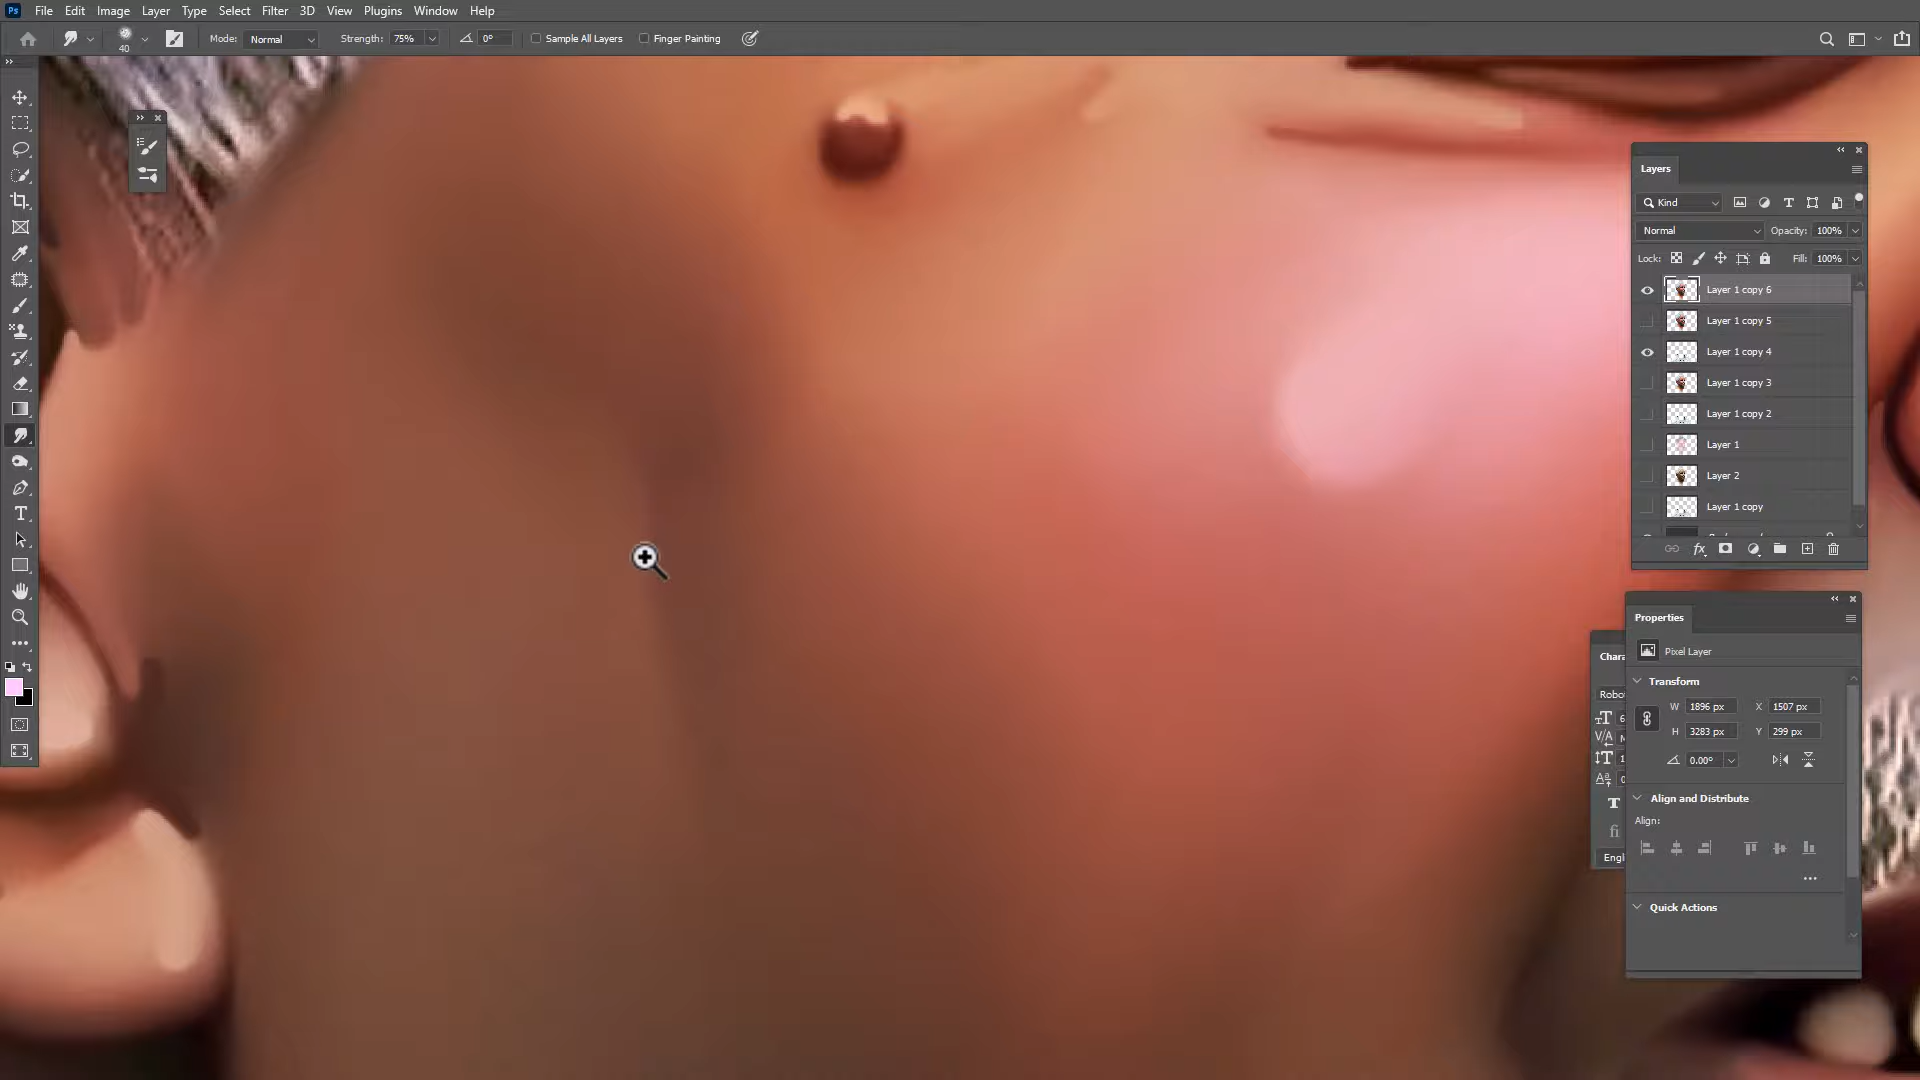 Ps File Edit Image Layer Type Select Filter 3D View Plugins Window Help
40 Mode: Normal Strength: 75% 0° Sample All Layers Finger Painting
Layers
Kind
Normal Opacity: 100%
Lock: Fill: 100%
Layer 1 copy 6
Layer 1 copy 5
Layer 1 copy 4
Layer 1 copy 3
Layer 1 copy 2
Layer 1
Layer 2
Layer 1 copy
fx
Properties
Pixel Layer
Transform
W 1896 px X 1507 px
H 3283 px Y 299 px
0.00°
Align and Distribute
Align:
Quick Actions
Chara
Robo
Engl